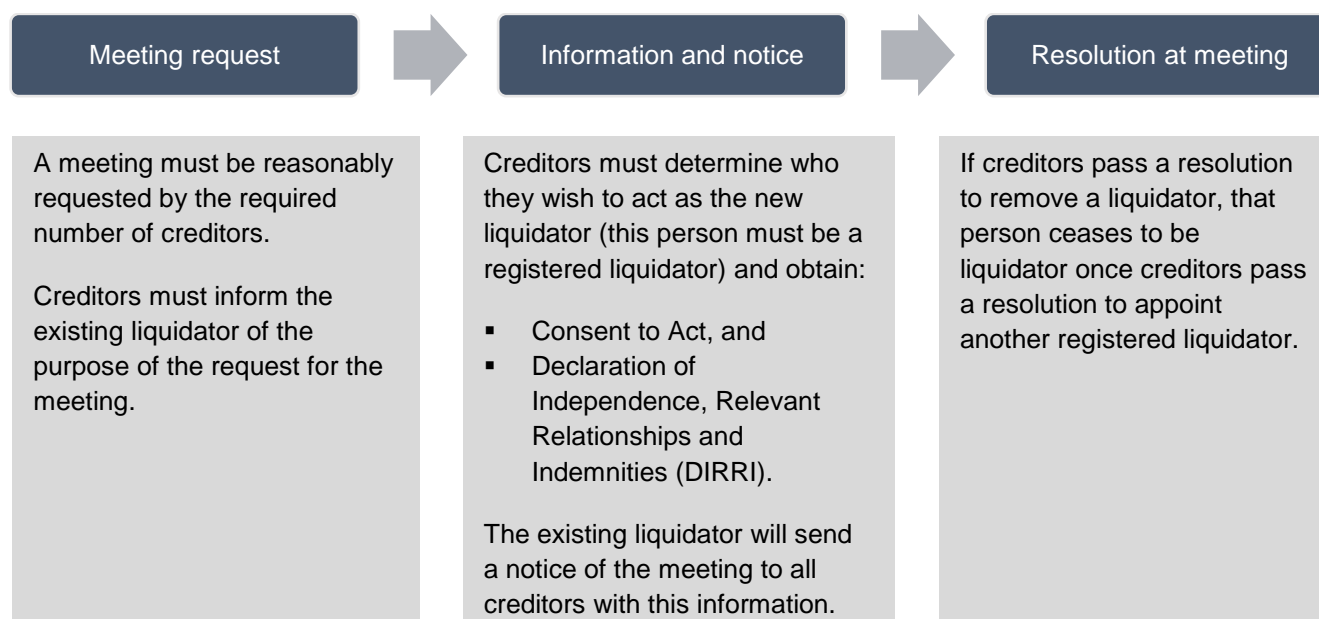 Meeting request
Information and notice
Resolution at meeting
A meeting must be reasonably
requested by the required
number of creditors.
Creditors must inform the
existing liquidator of the
purpose of the request for the
meeting.
Creditors must determine who
they wish to act as the new
liquidator (this person must be a
registered liquidator) and obtain:
▪ Consent to Act, and
▪ Declaration of
Independence, Relevant
Relationships and
Indemnities (DIRRI).
The existing liquidator will send
a notice of the meeting to all
creditors with this information.
If creditors pass a resolution
to remove a liquidator, that
person ceases to be
liquidator once creditors pass
a resolution to appoint
another registered liquidator.